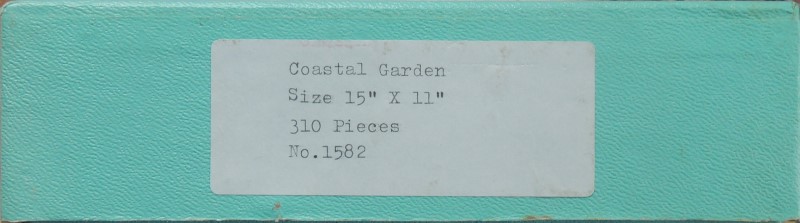 Coastal Garden
Size 15" X 11"
310 Pieces
No.1582